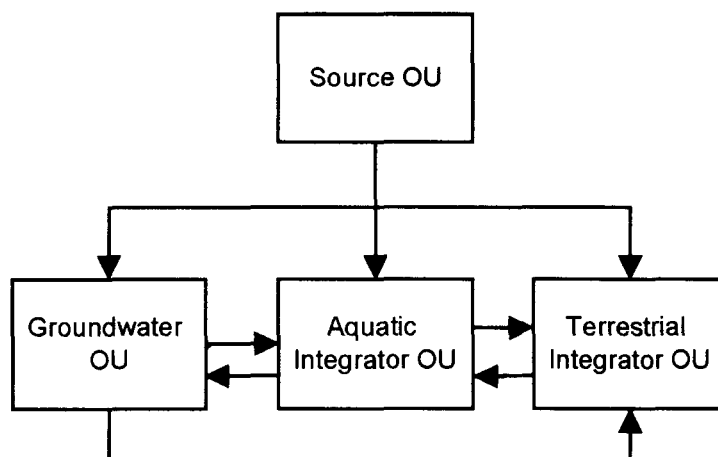 Source OU
Groundwater
OU
Aquatic
Integrator OU
Terrestrial
Integrator OU